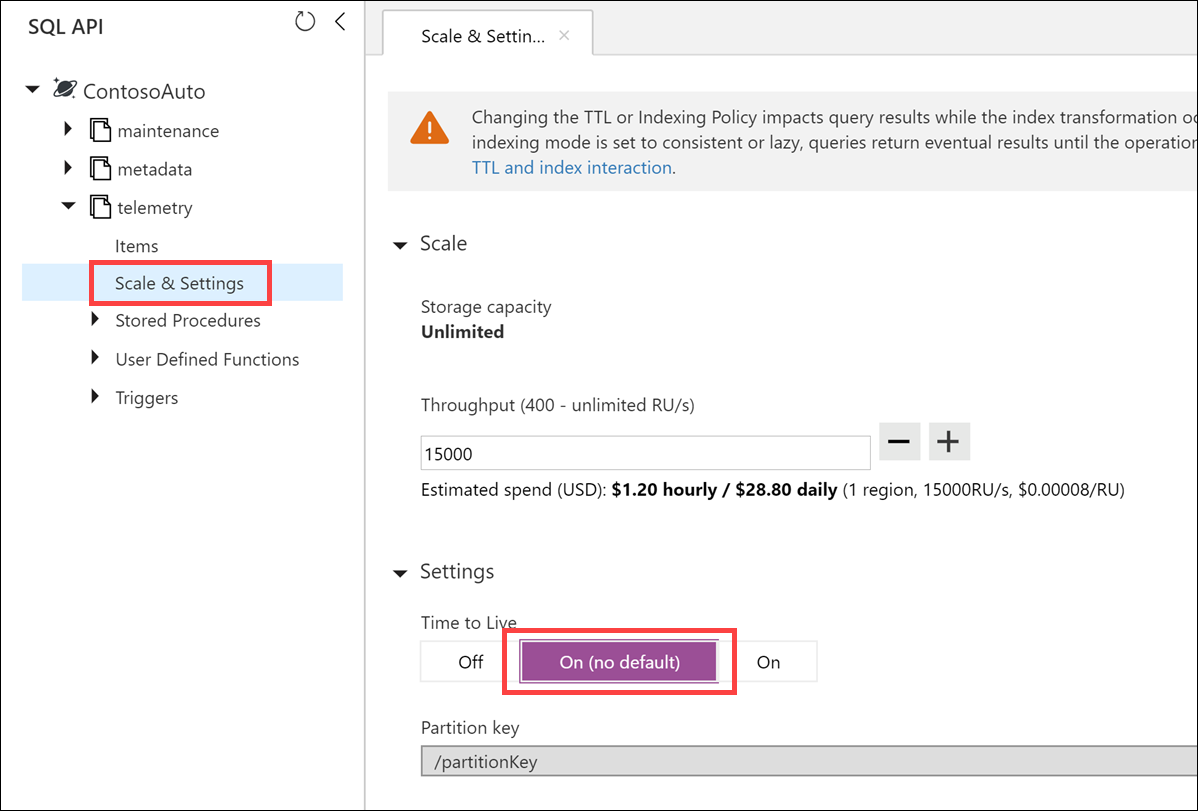 SQL API
ContosoAuto
maintenance
metadata
telemetry
Items
Scale & Settings
Stored Procedures
User Defined Functions
Triggers
Scale & Settin...
Changing the TTL or Indexing Policy impacts query results while the index transformation
indexing mode is set to consistent or lazy, queries return eventual results until the operation
TTL and index interaction.
Scale
Storage capacity
Unlimited
Throughput (400 - unlimited RU/s)
15000
Estimated spend (USD): $1.20 hourly / $28.80 daily (1 region, 15000RU/s, $0.00008/RU)
Settings
Time to Live
Off On (no default) On
Partition key
/partitionKey